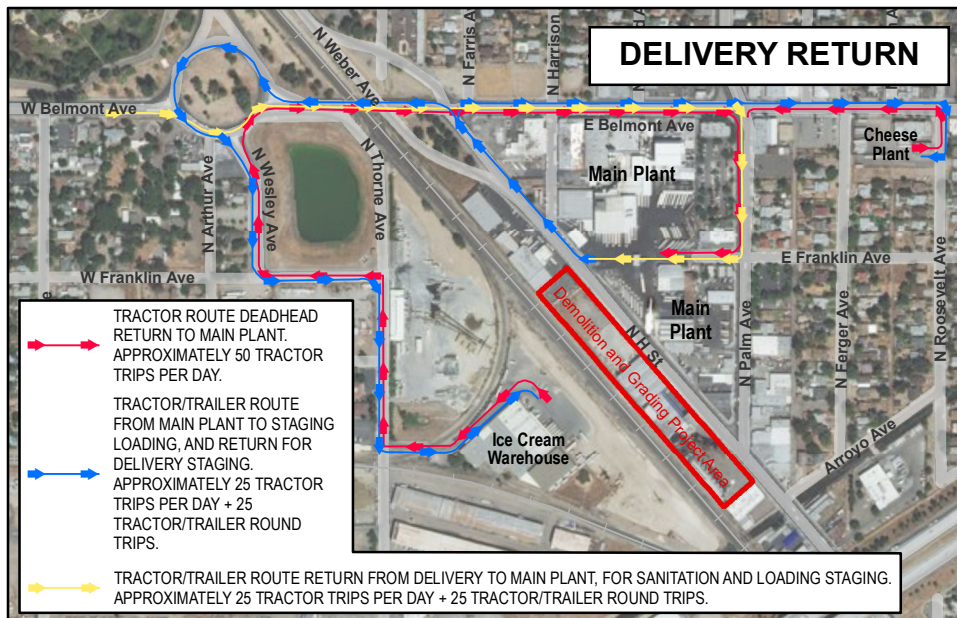 DELIVERY RETURN
N Weber Ave
N Farris A
N Harrison
W Belmont Ave
E Belmont Ave
Cheese
Plant
Main Plant
N Arthur Ave
N Wesley Ave
N Thorne Ave
W Franklin Ave
E Franklin Ave
Main
Plant
N H St
Demolition and Grading Project Area
N Palm Ave
N Ferger Ave
N Roosevelt Ave
Arroyo Ave
Ice Cream
Warehouse
TRACTOR ROUTE DEADHEAD
RETURN TO MAIN PLANT.
APPROXIMATELY 50 TRACTOR
TRIPS PER DAY.
TRACTOR/TRAILER ROUTE
FROM MAIN PLANT TO STAGING
LOADING, AND RETURN FOR
DELIVERY STAGING.
APPROXIMATELY 25 TRACTOR
TRIPS PER DAY + 25
TRACTOR/TRAILER ROUND
TRIPS.
TRACTOR/TRAILER ROUTE RETURN FROM DELIVERY TO MAIN PLANT, FOR SANITATION AND LOADING STAGING.
APPROXIMATELY 25 TRACTOR TRIPS PER DAY + 25 TRACTOR/TRAILER ROUND TRIPS.